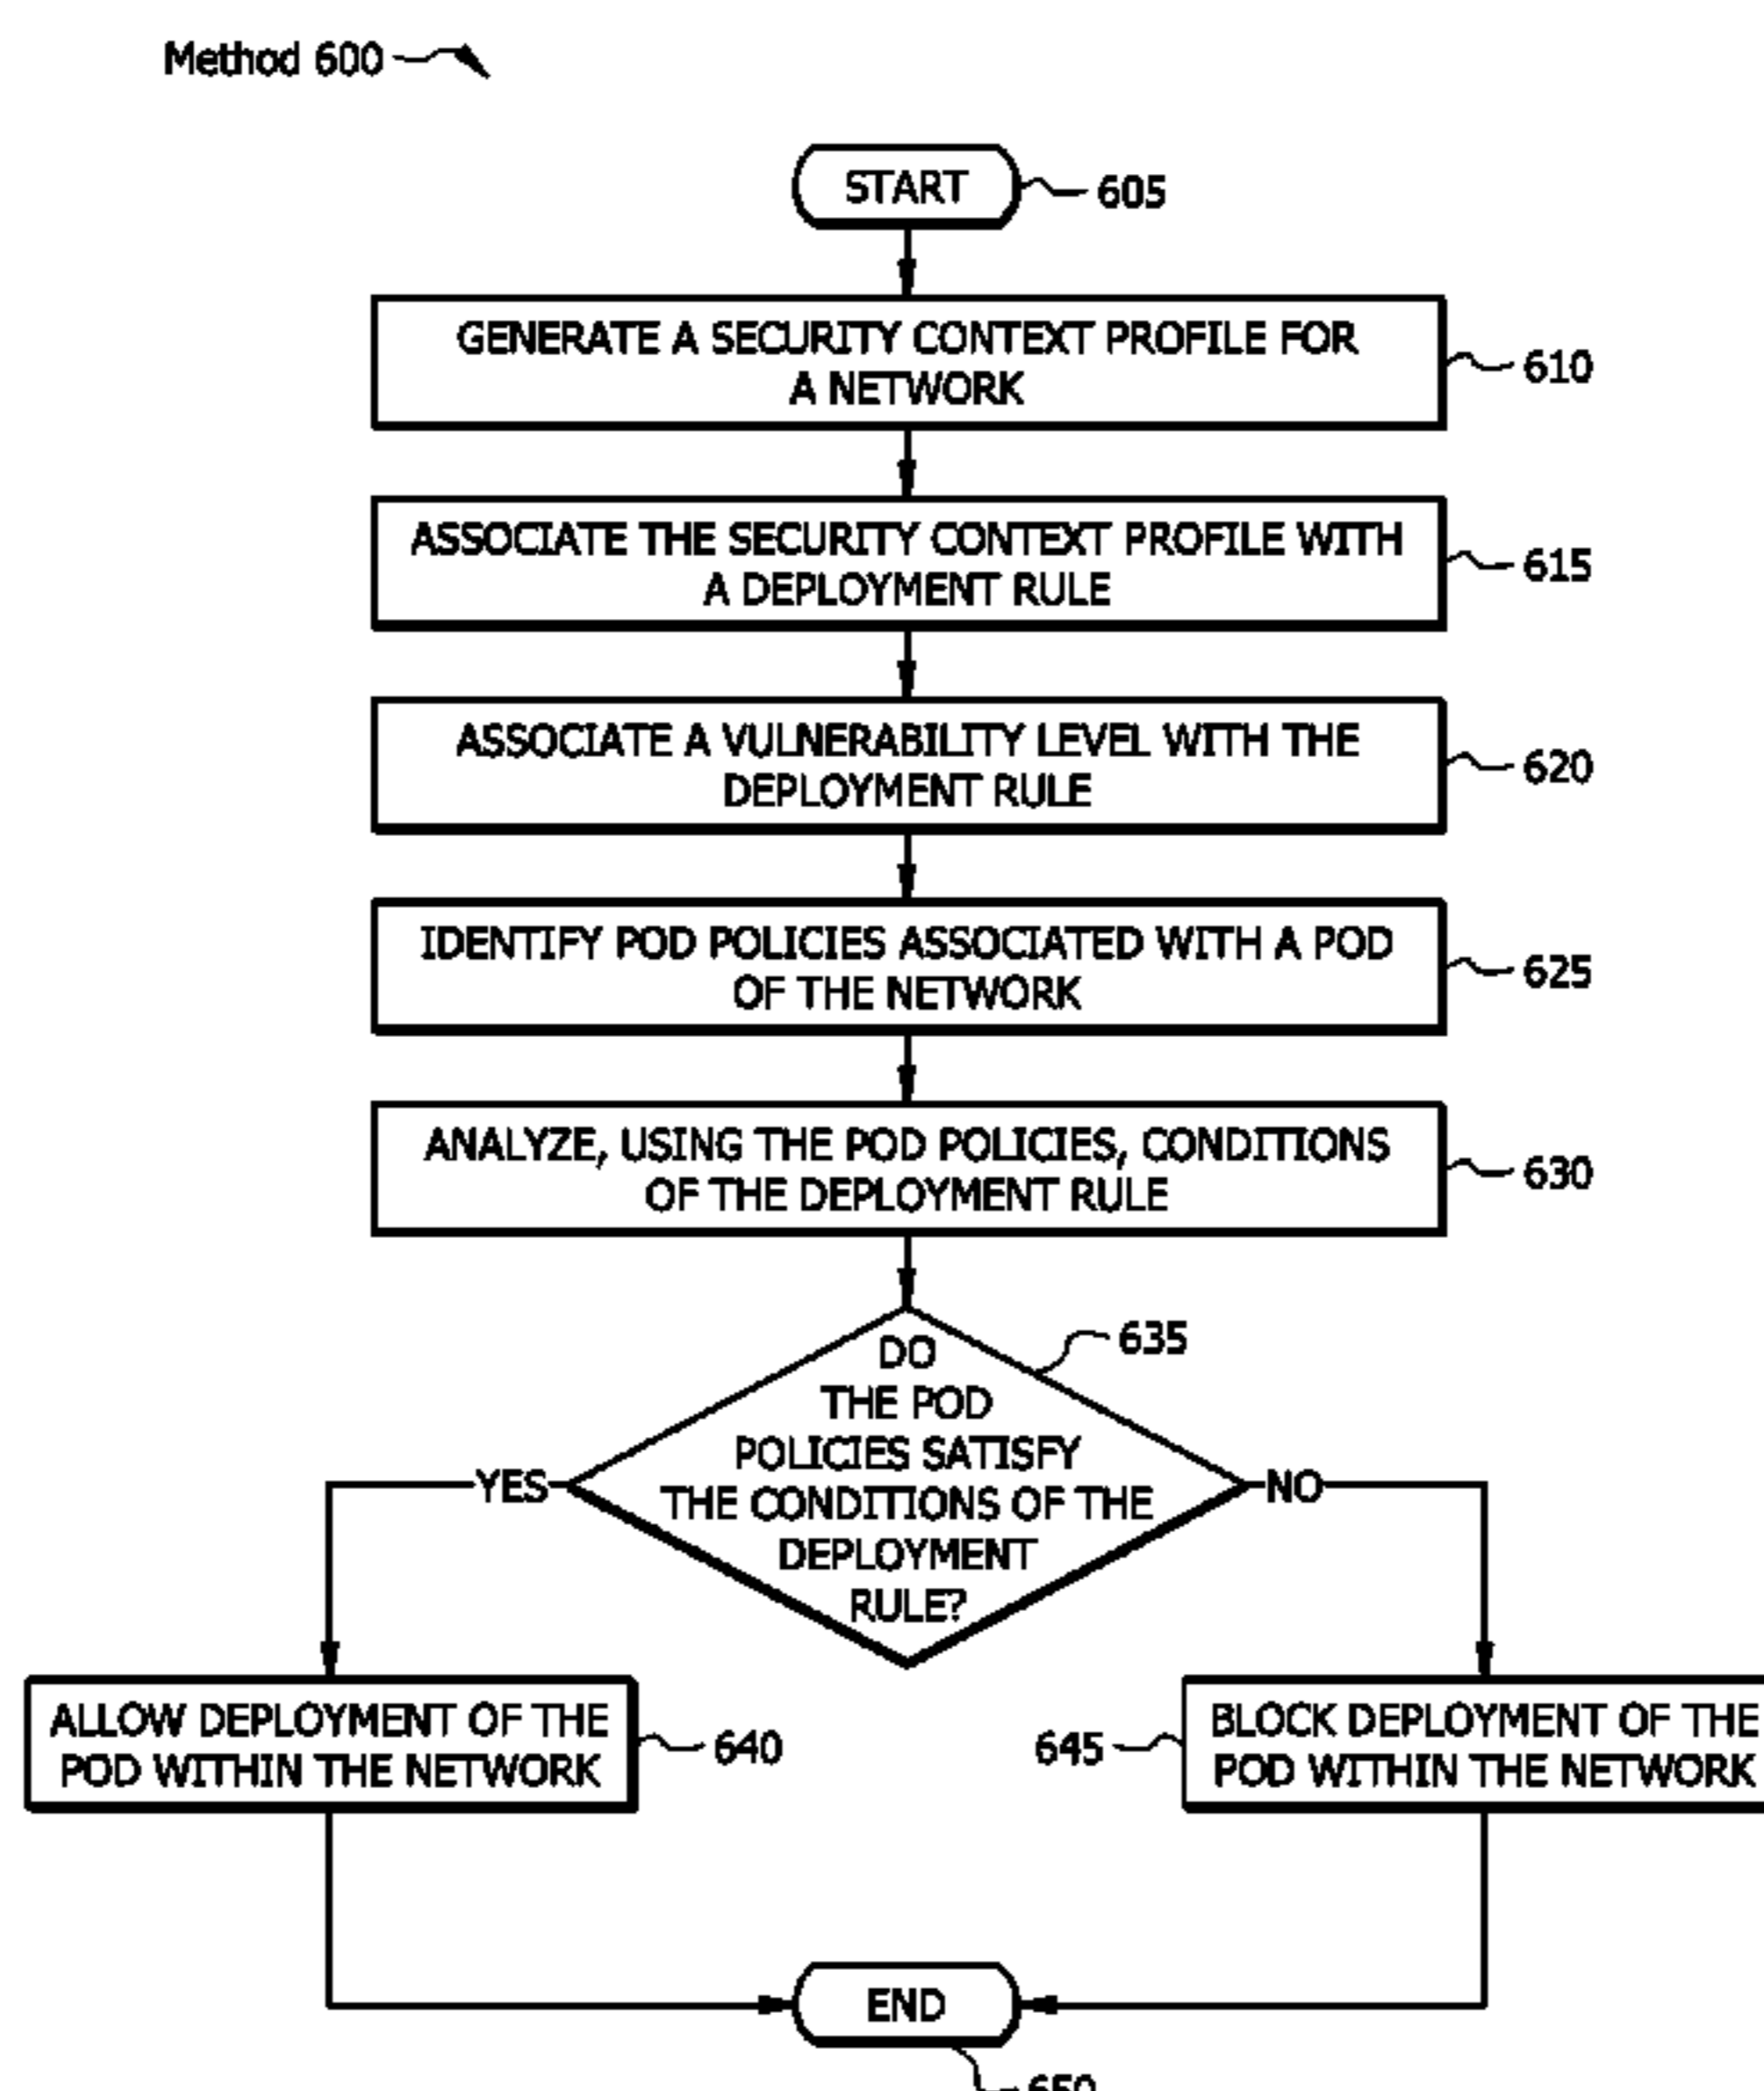 Method 600
START
605
GENERATE A SECURITY CONTEXT PROFILE FOR
A NETWORK
610
ASSOCIATE THE SECURITY CONTEXT PROFILE WITH
A DEPLOYMENT RULE
615
ASSOCIATE A VULNERABILITY LEVEL WITH THE
DEPLOYMENT RULE
620
IDENTIFY POD POLICIES ASSOCIATED WITH A POD
OF THE NETWORK
625
ANALYZE, USING THE POD POLICIES, CONDITIONS
OF THE DEPLOYMENT RULE
630
DO
THE POD
POLICIES SATISFY
THE CONDITIONS OF THE
DEPLOYMENT
RULE?
635
YES
NO
ALLOW DEPLOYMENT OF THE
POD WITHIN THE NETWORK
640
645
BLOCK DEPLOYMENT OF THE
POD WITHIN THE NETWORK
END
650